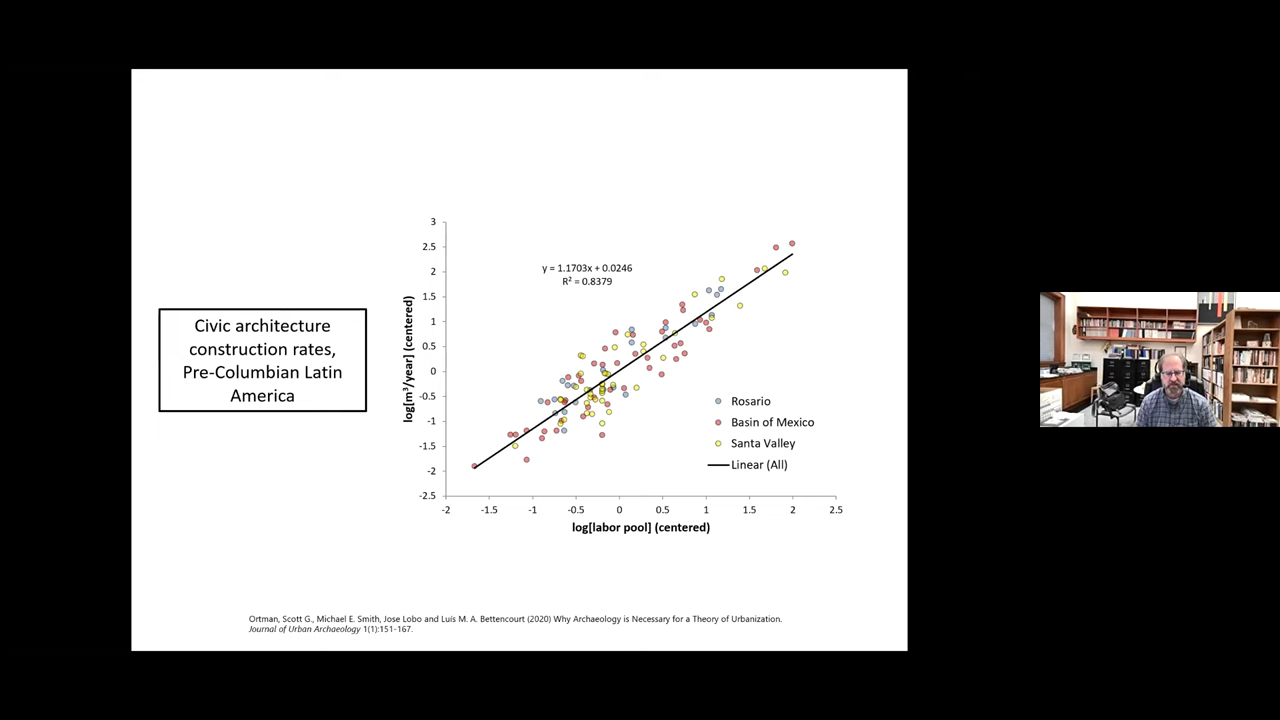 Civic architecture
construction rates,
Pre-Columbian Latin
America
3
2.5
2
1.5
1
0.5
0
-0.5
-1
-1.5
-2
-2.5
log[m³/year] (centered)
y = 1.1703x + 0.0246
R² = 0.8379
Rosario
Basin of Mexico
Santa Valley
Linear (All)
-2 -1.5 -1 -0.5 0 0.5 1 1.5 2 2.5
log[labor pool] (centered)
Ortman, Scott G., Michael E. Smith, Jose Lobo and Luís M. A. Bettencourt (2020) Why Archaeology is Necessary for a Theory of Urbanization.
Journal of Urban Archaeology 1(1):151-167.